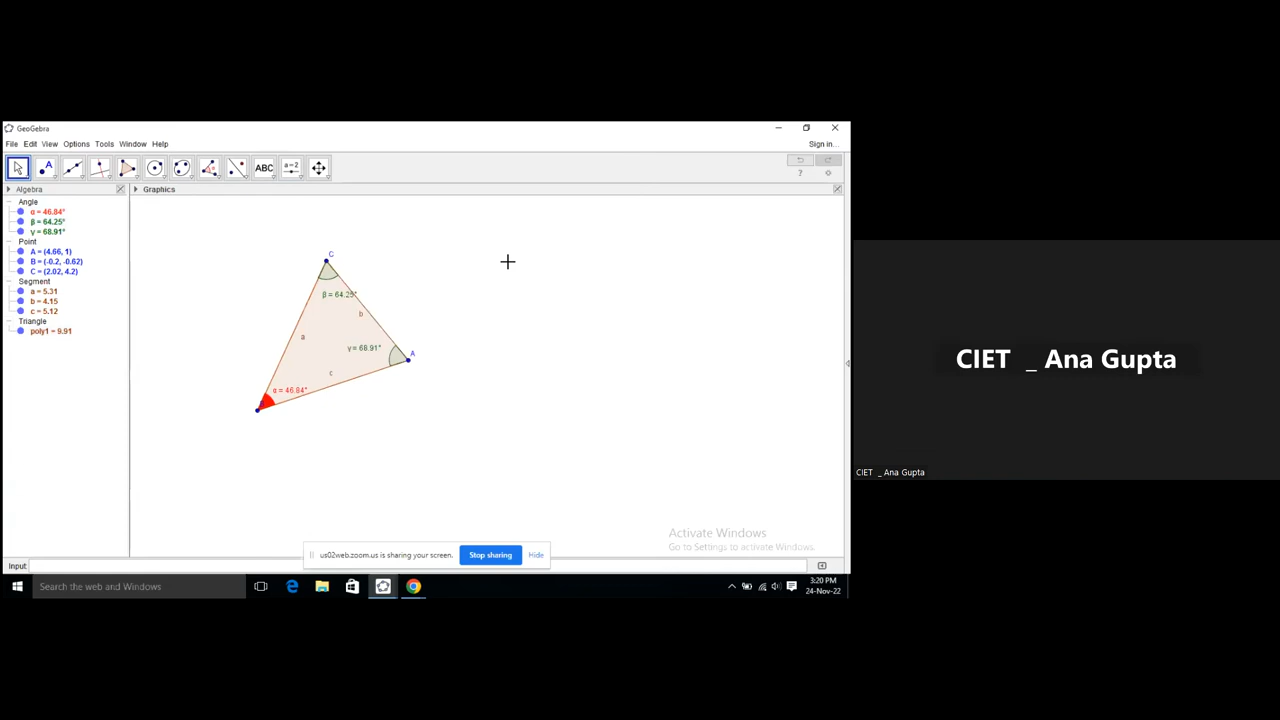 GeoGebra
File Edit View Options Tools Window Help
Sign in...
ABC
a=2
?
Algebra
Graphics
Angle
α = 46.84°
β = 64.25°
γ = 68.91°
Point
A = (4.66, 1)
B = (-0.2, -0.62)
C = (2.02, 4.2)
Segment
a = 5.31
b = 4.15
c = 5.12
Triangle
poly1 = 9.91
C
β = 64.25°
b
a
γ = 68.91°
A
c
α = 46.84°
B
CIET _ Ana Gupta
CIET _ Ana Gupta
Activate Windows
Go to Settings to activate Windows.
us02web.zoom.us is sharing your screen.
Stop sharing
Hide
Input:
Search the web and Windows
3:20 PM
24-Nov-22